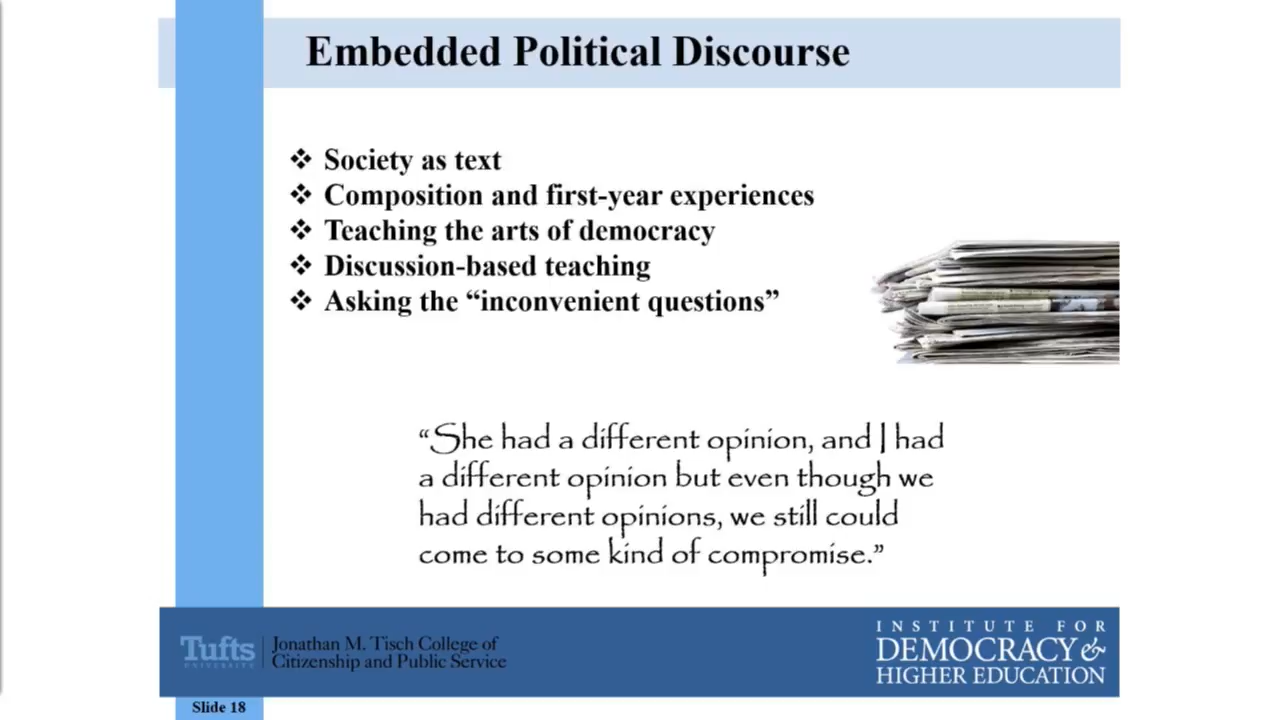 Embedded Political Discourse
❖ Society as text
❖ Composition and first-year experiences
❖ Teaching the arts of democracy
❖ Discussion-based teaching
❖ Asking the “inconvenient questions”
“She had a different opinion, and I had
a different opinion but even though we
had different opinions, we still could
come to some kind of compromise.”
Tufts
UNIVERSITY
Jonathan M. Tisch College of
Citizenship and Public Service
INSTITUTE FOR
DEMOCRACY &
HIGHER EDUCATION
Slide 18